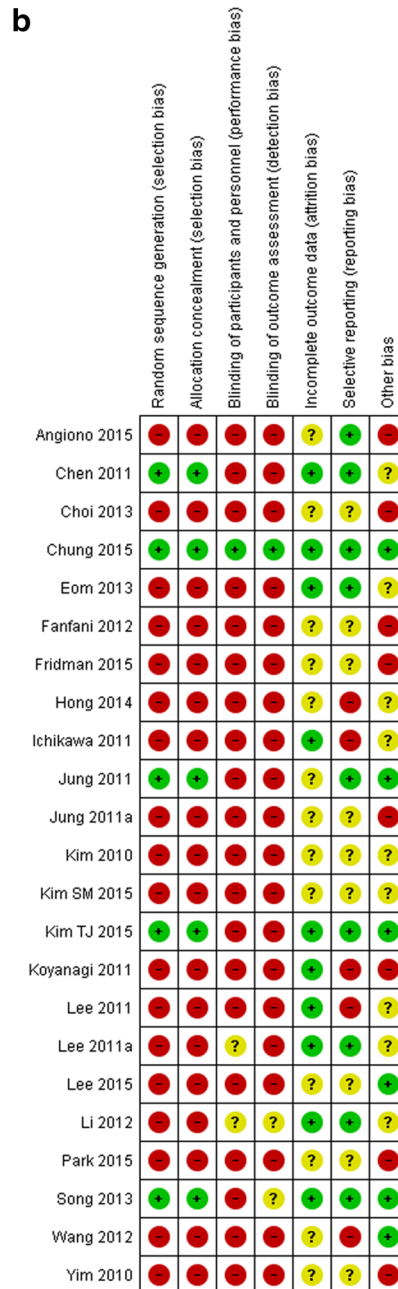 b
Random sequence generation (selection bias)
Allocation concealment (selection bias)
Blinding of participants and personnel (performance bias)
Blinding of outcome assessment (detection bias)
Incomplete outcome data (attrition bias)
Selective reporting (reporting bias)
Other bias
Angiono 2015 - - - - ? + -
Chen 2011 + + - - + + ?
Choi 2013 - - - - ? ? -
Chung 2015 + + + + + + +
Eom 2013 - - - - + + ?
Fanfani 2012 - - - - ? ? -
Fridman 2015 - - - - ? ? -
Hong 2014 - - - - ? - ?
Ichikawa 2011 - - - - + - ?
Jung 2011 + + - - ? + +
Jung 2011a - - - - ? ? -
Kim 2010 - - - - ? ? ?
Kim SM 2015 - - - - ? ? ?
Kim TJ 2015 + + - - + + +
Koyanagi 2011 - - - - + - -
Lee 2011 - - - - + - ?
Lee 2011a - - ? - + + ?
Lee 2015 - - - - ? ? +
Li 2012 - - ? ? + + ?
Park 2015 - - - - ? ? -
Song 2013 + + - ? + + +
Wang 2012 - - - - ? - +
Yim 2010 - - - - ? ? -